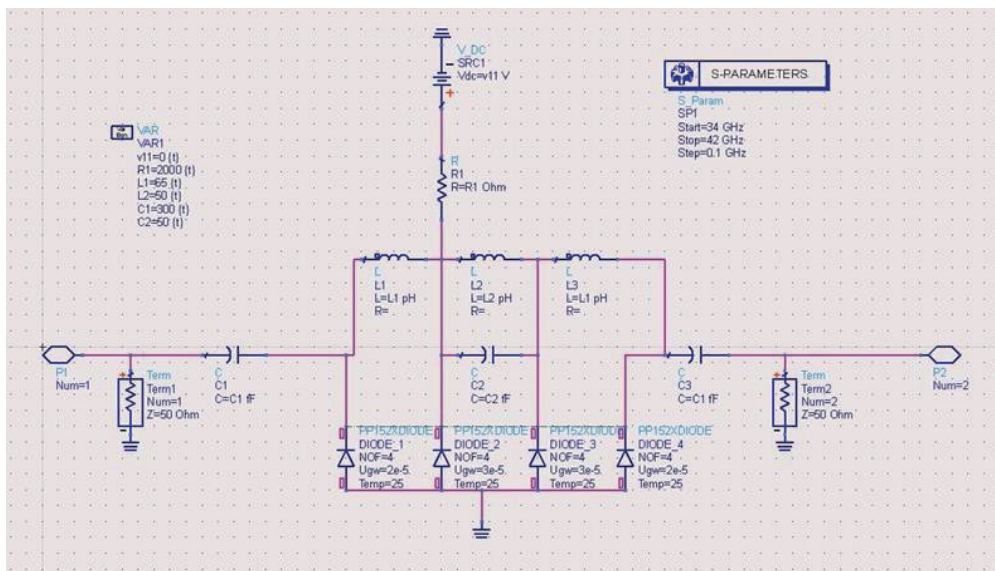 V_DC
SRC1
Vdc=v11 V
S-PARAMETERS
S_Param
SP1
Start=34 GHz
Stop=42 GHz
Step=0.1 GHz
VAR
VAR1
v11=0 {t}
R1=2000 {t}
L1=65 {t}
L2=50 {t}
C1=300 {t}
C2=50 {t}
R
R1
R=R1 Ohm
L
L1
L=L1 pH
R=
L
L2
L=L2 pH
R=
L
L3
L=L1 pH
R=
P1
Num=1
Term
Term1
Num=1
Z=50 Ohm
C
C1
C=C1 fF
C
C2
C=C2 fF
C
C3
C=C1 fF
Term
Term2
Num=2
Z=50 Ohm
P2
Num=2
PP152XDIODE
DIODE_1
NOF=4
Ugw=2e-5
Temp=25
PP152XDIODE
DIODE_2
NOF=4
Ugw=3e-5
Temp=25
PP152XDIODE
DIODE_3
NOF=4
Ugw=3e-5
Temp=25
PP152XDIODE
DIODE_4
NOF=4
Ugw=2e-5
Temp=25